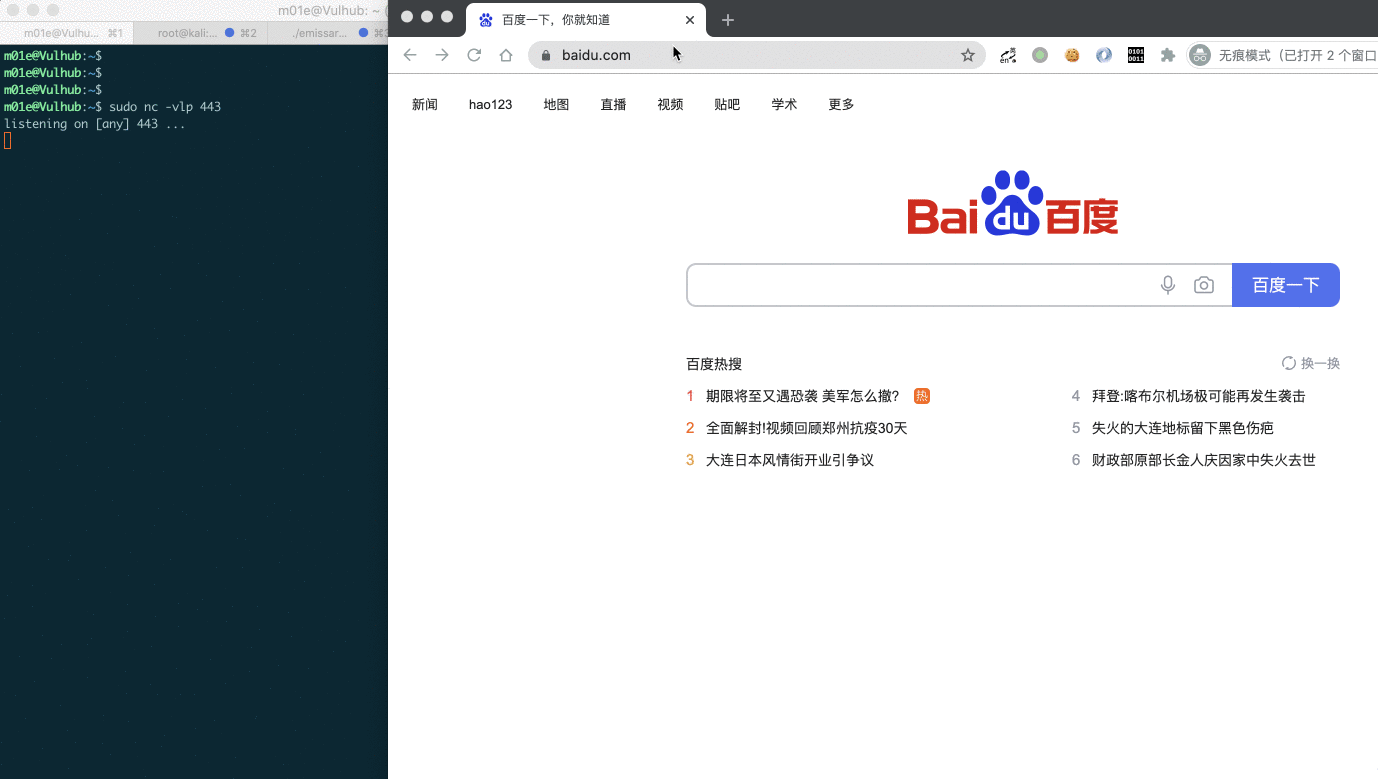 m01e@Vulhub: ~ (
m01e@Vulhu... ⌘1 root@kali:... ⌘2 ./emissar... ⌘3
m01e@Vulhub:~$
m01e@Vulhub:~$
m01e@Vulhub:~$
m01e@Vulhub:~$ sudo nc -vlp 443
listening on [any] 443 ...
百度一下，你就知道
baidu.com
英
en
0101
0011
无痕模式（已打开 2 个窗口
新闻 hao123 地图 直播 视频 贴吧 学术 更多
Bai du 百度
百度一下
百度热搜 换一换
1 期限将至又遇恐袭 美军怎么撤? 热
2 全面解封!视频回顾郑州抗疫30天
3 大连日本风情街开业引争议
4 拜登:喀布尔机场极可能再发生袭击
5 失火的大连地标留下黑色伤疤
6 财政部原部长金人庆因家中失火去世